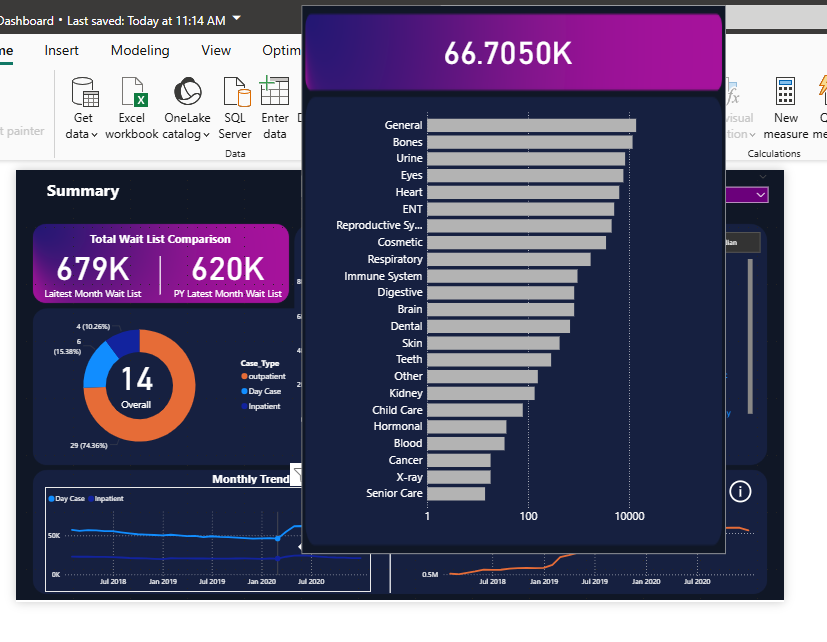 Dashboard • Last saved: Today at 11:14 AM
Insert Modeling View Optim
t painter
Get data
Excel workbook
OneLake catalog
SQL Server
Enter data
Data
New measure
Calculations
66.7050K
General
Bones
Urine
Eyes
Heart
ENT
Reproductive Sy...
Cosmetic
Respiratory
Immune System
Digestive
Brain
Dental
Skin
Teeth
Other
Kidney
Child Care
Hormonal
Blood
Cancer
X-ray
Senior Care
1 100 10000
Summary
Total Wait List Comparison
679K 620K
Laitest Month Wait List PY Latest Month Wait List
4 (10.26%)
6
(15.38%)
14
Overall
29 (74.36%)
Case_Type
outpatient
Day Case
Inpatient
Monthly Trend
Day Case Inpatient
50K
0K
Jul 2018 Jan 2019 Jul 2019 Jan 2020 Jul 2020
0.5M
Jul 2018 Jan 2019 Jul 2019 Jan 2020 Jul 2020